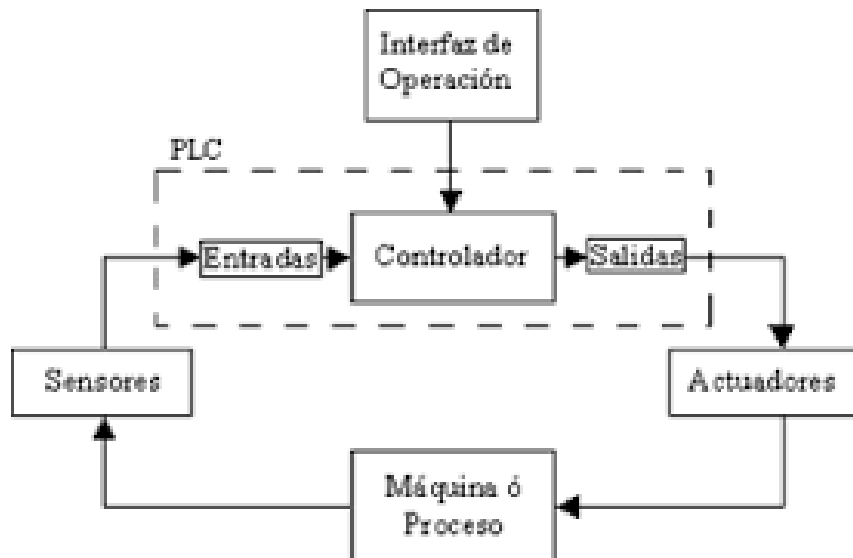 Interfaz de
Operación
PLC
Entradas
Controlador
Salidas
Sensores
Actuadores
Máquina ó
Proceso